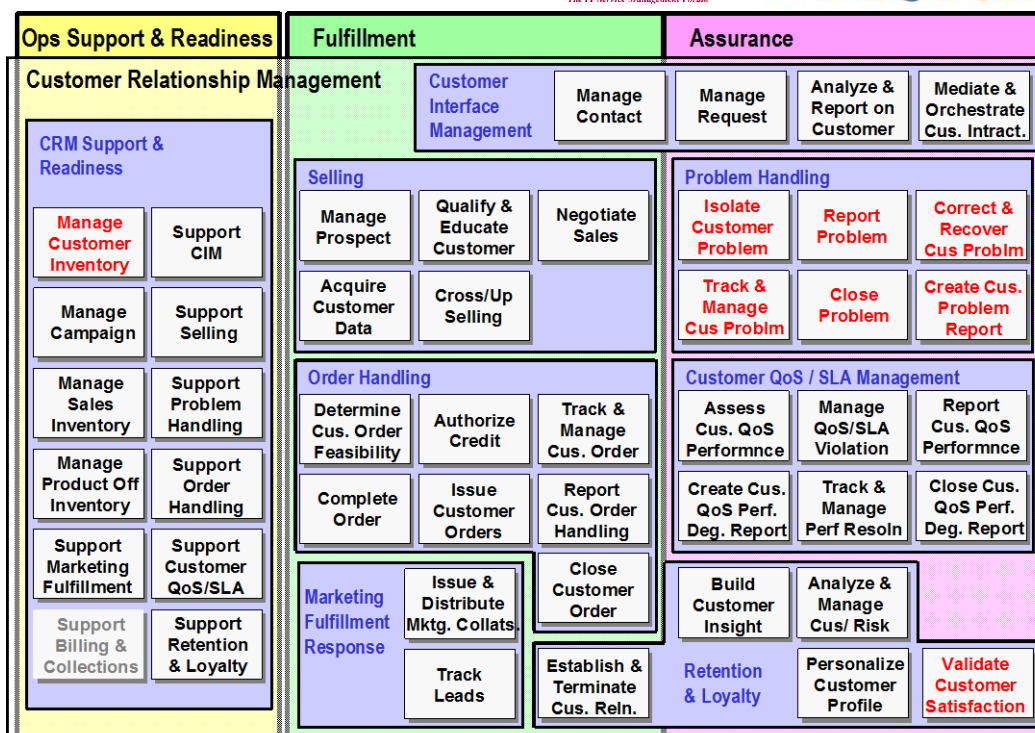 The IT Service Management Forum
Ops Support & Readiness
Fulfillment
Assurance
Customer Relationship Management
Customer
Interface
Management
Manage
Contact
Manage
Request
Analyze &
Report on
Customer
Mediate &
Orchestrate
Cus. Intract.
CRM Support &
Readiness
Manage
Customer
Inventory
Support
CIM
Manage
Campaign
Support
Selling
Manage
Sales
Inventory
Support
Problem
Handling
Manage
Product Off
Inventory
Support
Order
Handling
Support
Marketing
Fulfillment
Support
Customer
QoS/SLA
Support
Billing &
Collections
Support
Retention
& Loyalty
Selling
Manage
Prospect
Qualify &
Educate
Customer
Negotiate
Sales
Acquire
Customer
Data
Cross/Up
Selling
Problem Handling
Isolate
Customer
Problem
Report
Problem
Correct &
Recover
Cus Problm
Track &
Manage
Cus Problm
Close
Problem
Create Cus.
Problem
Report
Order Handling
Determine
Cus. Order
Feasibility
Authorize
Credit
Track &
Manage
Cus. Order
Complete
Order
Issue
Customer
Orders
Report
Cus. Order
Handling
Close
Customer
Order
Customer QoS / SLA Management
Assess
Cus. QoS
Performnce
Manage
QoS/SLA
Violation
Report
Cus. QoS
Performnce
Create Cus.
QoS Perf.
Deg. Report
Track &
Manage
Perf Resoln
Close Cus.
QoS Perf.
Deg. Report
Marketing
Fulfillment
Response
Issue &
Distribute
Mktg. Collats.
Track
Leads
Retention
& Loyalty
Build
Customer
Insight
Analyze &
Manage
Cus/ Risk
Establish &
Terminate
Cus. Reln.
Personalize
Customer
Profile
Validate
Customer
Satisfaction